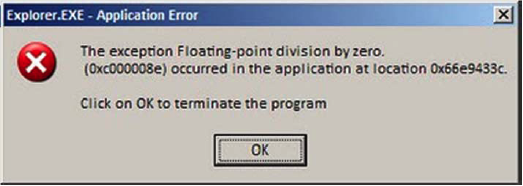 Explorer.EXE - Application Error
The exception Floating-point division by zero.
(0xc000008e) occurred in the application at location 0x66e9433c.
Click on OK to terminate the program
OK